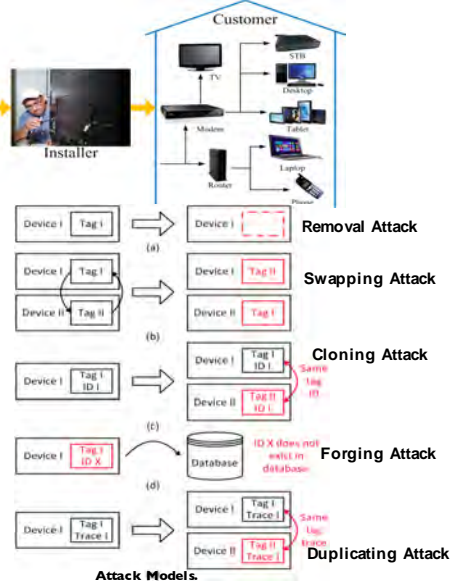 Customer
TV
STB
Desktop
Modem
Tablet
Installer
Router
Laptop
Phone
Device I
Tag I
Device I
Removal Attack
(a)
Device I
Tag I
Device II
Tag II
Device I
Tag II
Device II
Tag I
Swapping Attack
(b)
Device I
Tag I
ID I
Device I
Tag I
ID I
Device II
Tag II
ID I
Same
tag
ID
Cloning Attack
(c)
Device I
Tag I
ID X
Database
ID X does not
exist in
database
Forging Attack
(d)
Device I
Tag I
Trace I
Device I
Tag I
Trace I
Device II
Tag II
Trace I
Same
tag
trace
Duplicating Attack
Attack Models.